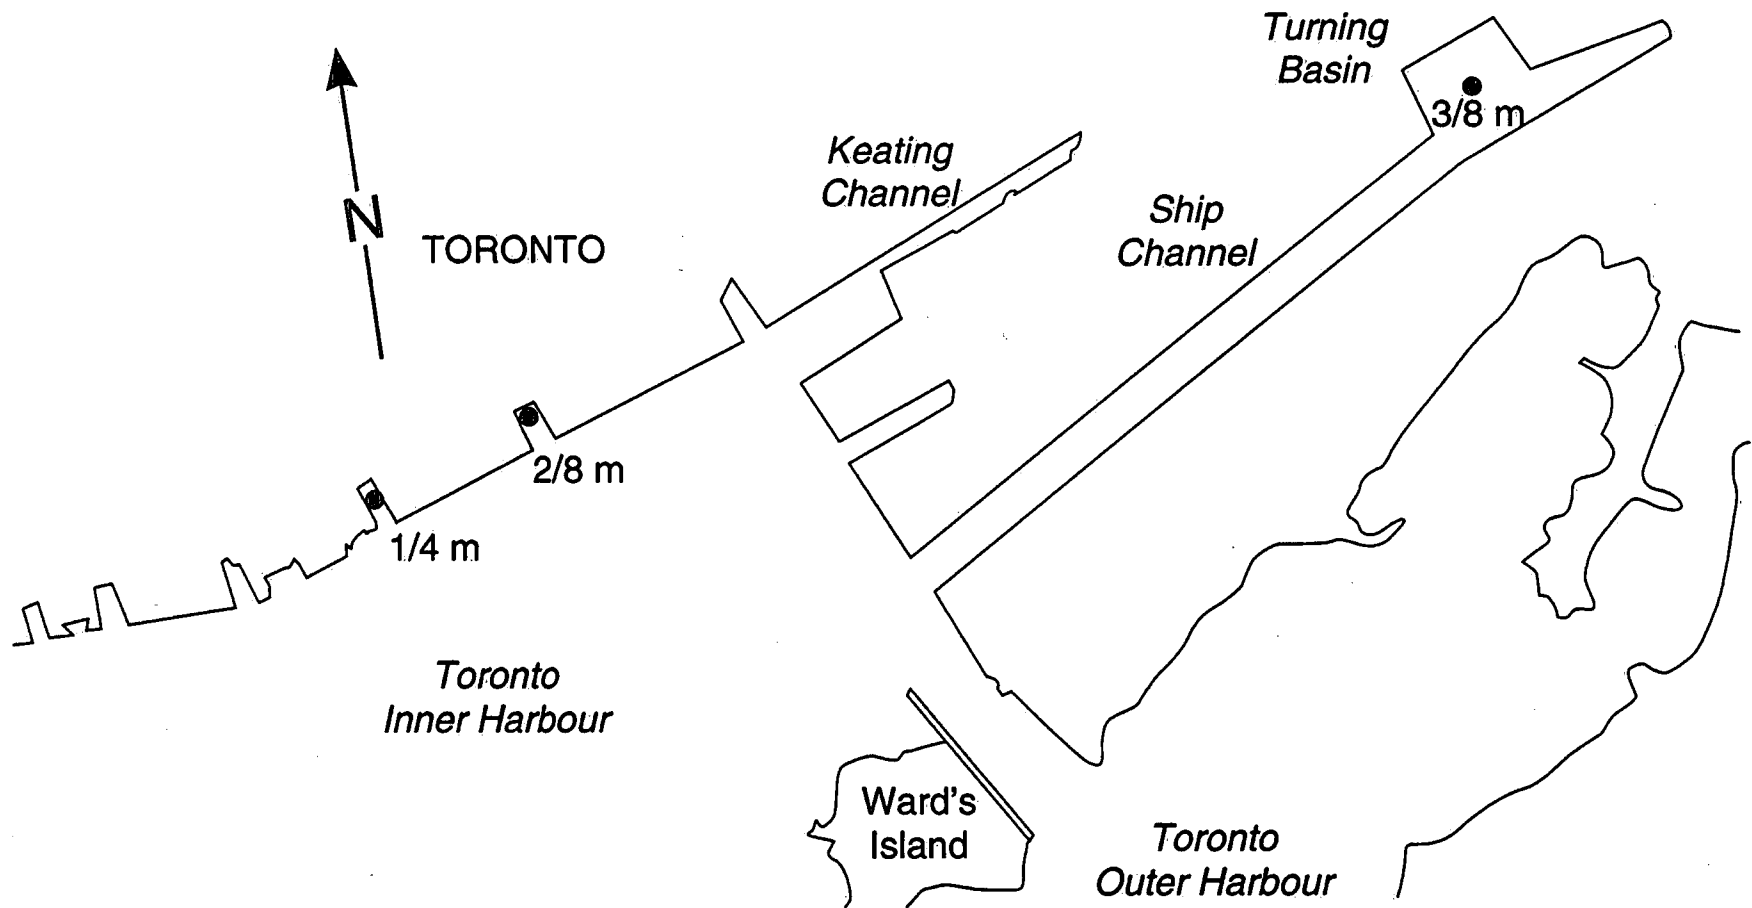 Turning
Basin
3/8 m
Keating
Channel
Ship
Channel
N
TORONTO
2/8 m
1/4 m
Toronto
Inner Harbour
Ward's
Island
Toronto
Outer Harbour